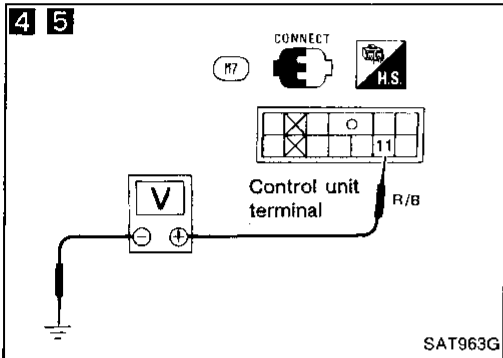 4 5
CONNECT
M7
H.S.
11
Control unit
terminal
R/B
V
SAT963G